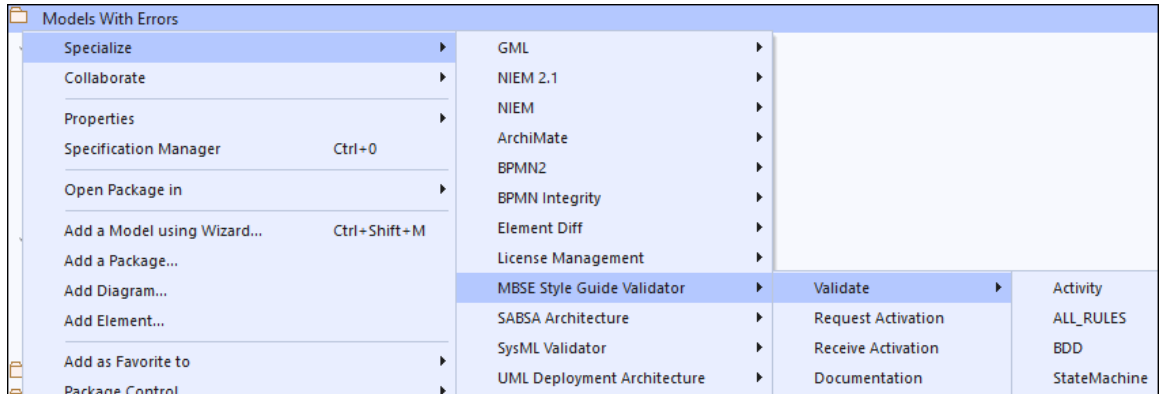 Models With Errors
Specialize
Collaborate
Properties
Specification Manager Ctrl+0
Open Package in
Add a Model using Wizard... Ctrl+Shift+M
Add a Package...
Add Diagram...
Add Element...
Add as Favorite to
Package Control
GML
NIEM 2.1
NIEM
ArchiMate
BPMN2
BPMN Integrity
Element Diff
License Management
MBSE Style Guide Validator
SABSA Architecture
SysML Validator
UML Deployment Architecture
Validate
Request Activation
Receive Activation
Documentation
Activity
ALL_RULES
BDD
StateMachine